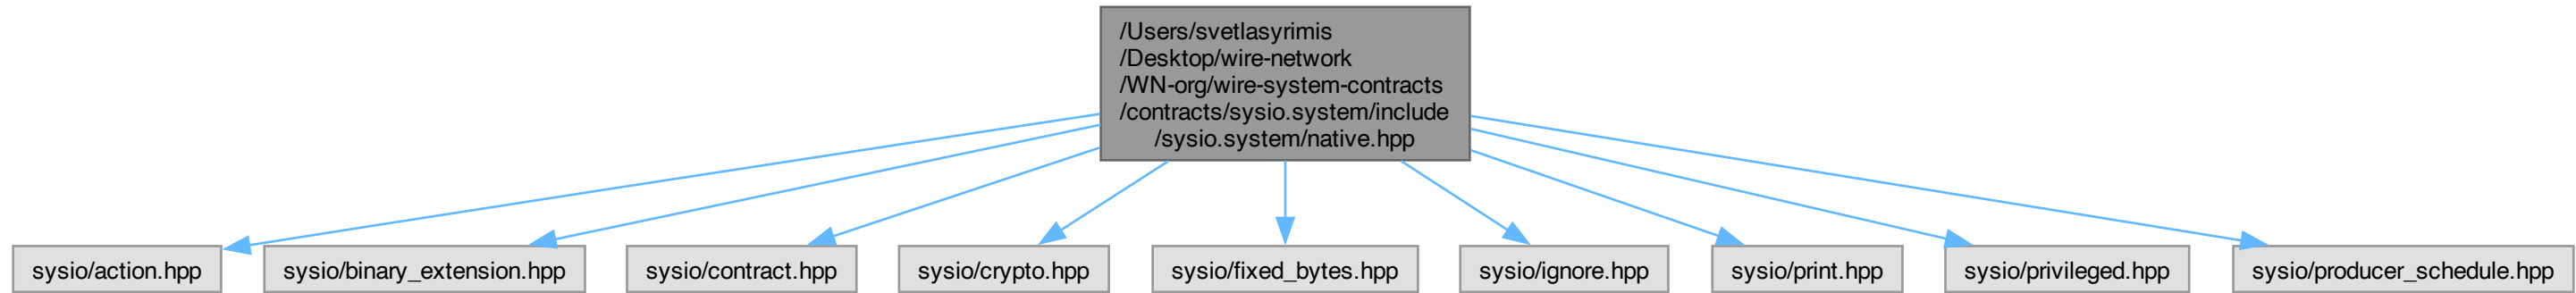 /Users/svetlasyrimis
/Desktop/wire-network
/WN-org/wire-system-contracts
/contracts/sysio.system/include
/sysio.system/native.hpp
sysio/action.hpp
sysio/binary_extension.hpp
sysio/contract.hpp
sysio/crypto.hpp
sysio/fixed_bytes.hpp
sysio/ignore.hpp
sysio/print.hpp
sysio/privileged.hpp
sysio/producer_schedule.hpp